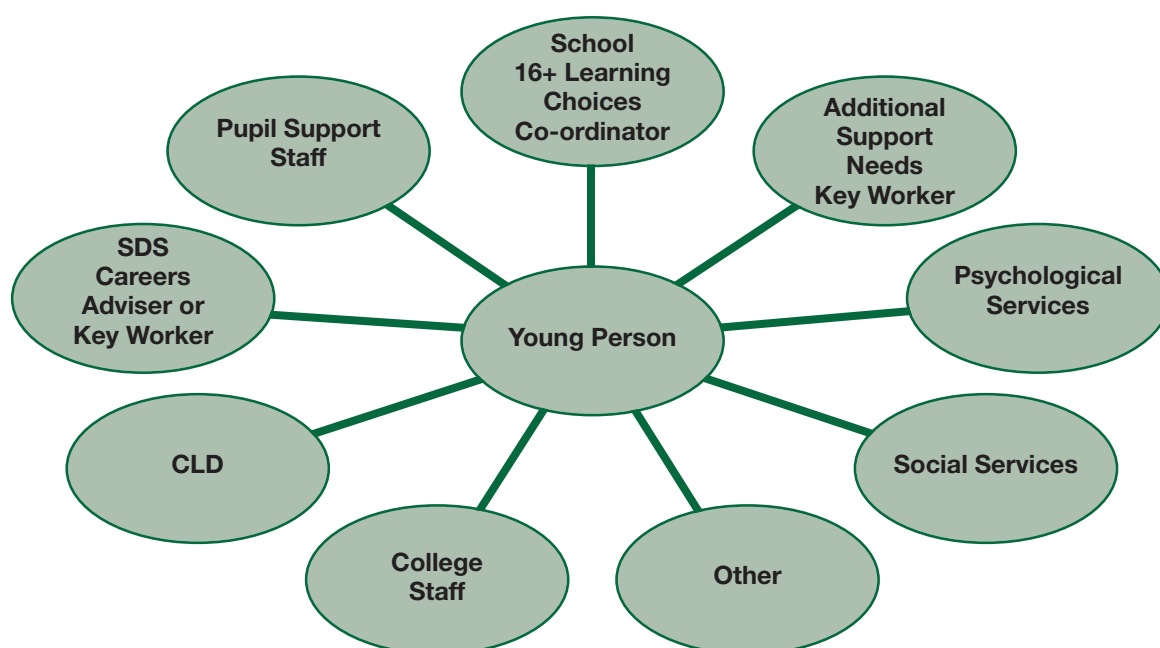 School
16+ Learning
Choices
Co-ordinator
Pupil Support
Staff
Additional
Support
Needs
Key Worker
SDS
Careers
Adviser or
Key Worker
Psychological
Services
Young Person
CLD
Social Services
College
Staff
Other